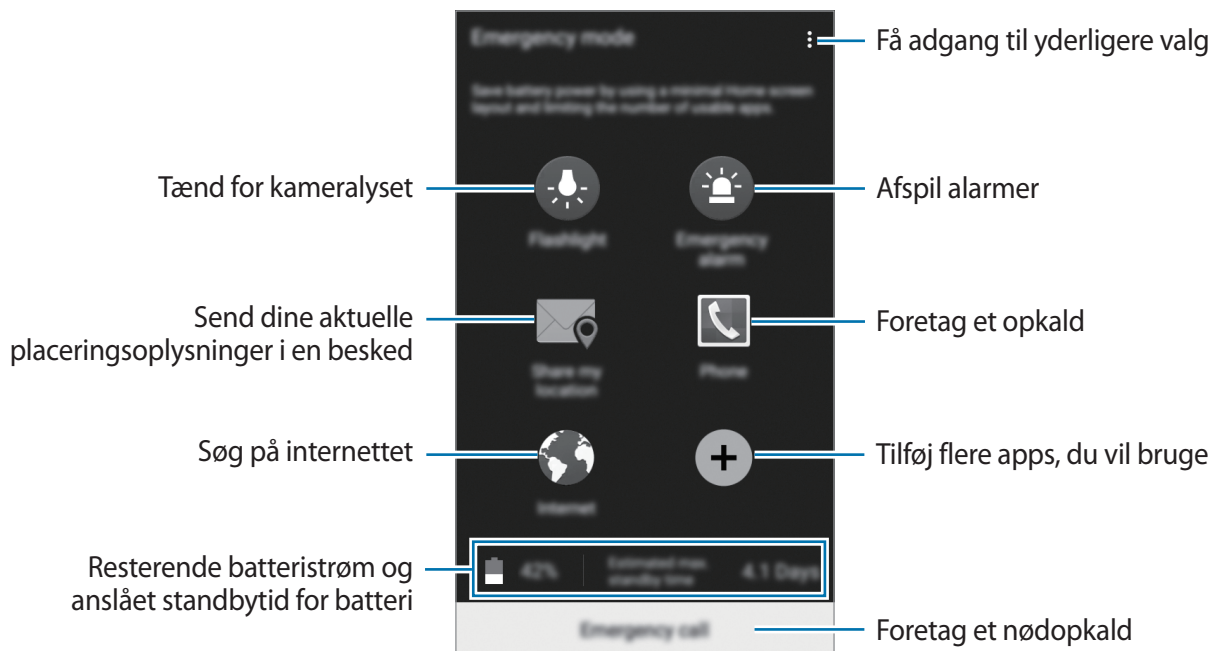 Emergency mode
Få adgang til yderligere valg
Save battery power by using a minimal Home screen
layout and limiting the number of usable apps.
Tænd for kameralyset
Afspil alarmer
Flashlight
Emergency
alarm
Send dine aktuelle
placeringsoplysninger i en besked
Foretag et opkald
Share my
location
Phone
Søg på internettet
Tilføj flere apps, du vil bruge
Internet
Resterende batteristrøm og
anslået standbytid for batteri
42%
Estimated max.
standby time
4.1 Days
Emergency call
Foretag et nødopkald